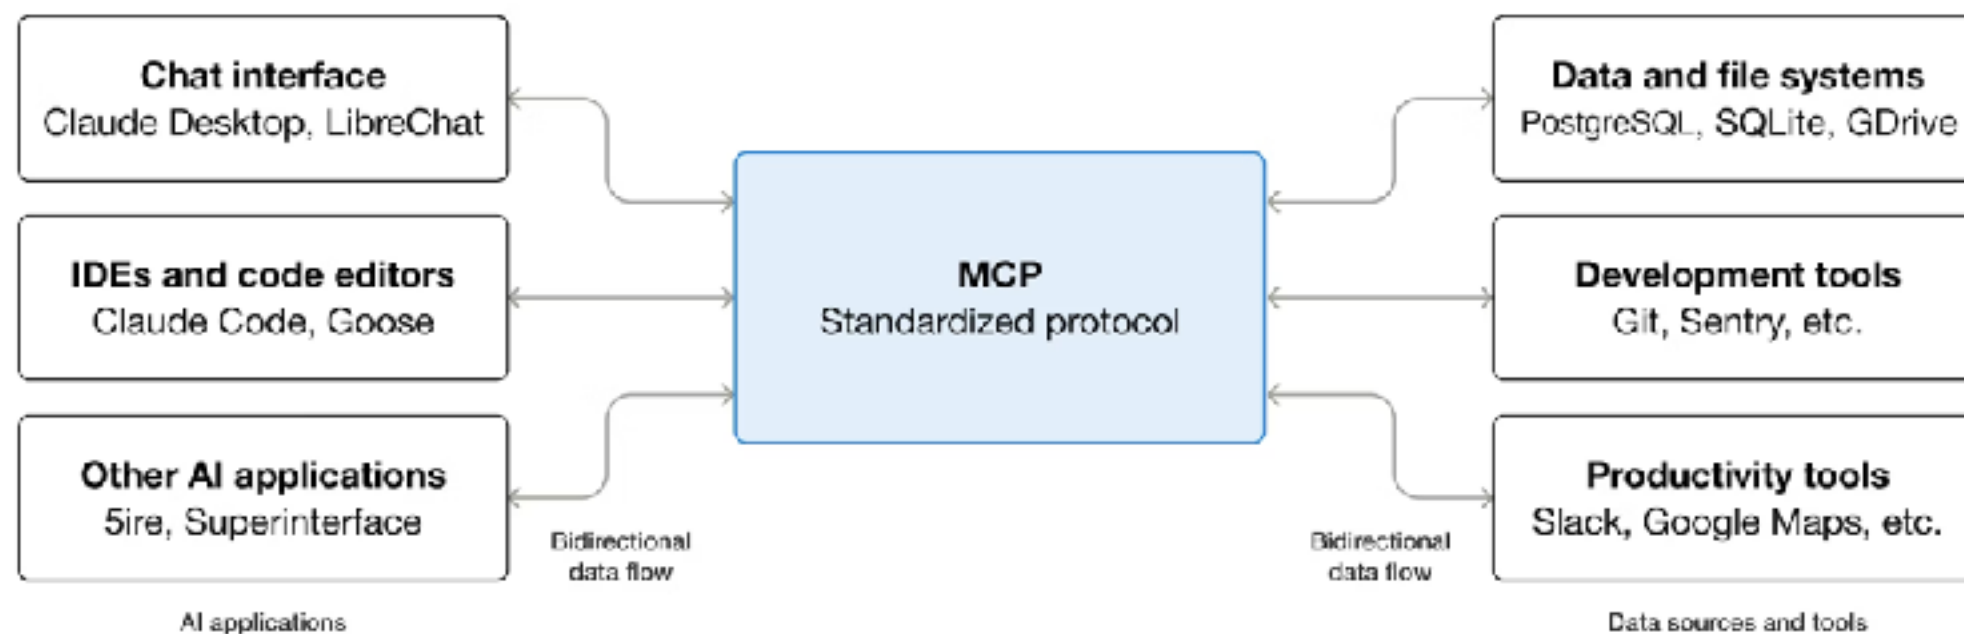 Chat interface
Claude Desktop, LibreChat
IDEs and code editors
Claude Code, Goose
Other AI applications
5ire, Superinterface
AI applications
Bidirectional
data flow
MCP
Standardized protocol
Bidirectional
data flow
Data and file systems
PostgreSQL, SQLite, GDrive
Development tools
Git, Sentry, etc.
Productivity tools
Slack, Google Maps, etc.
Data sources and tools